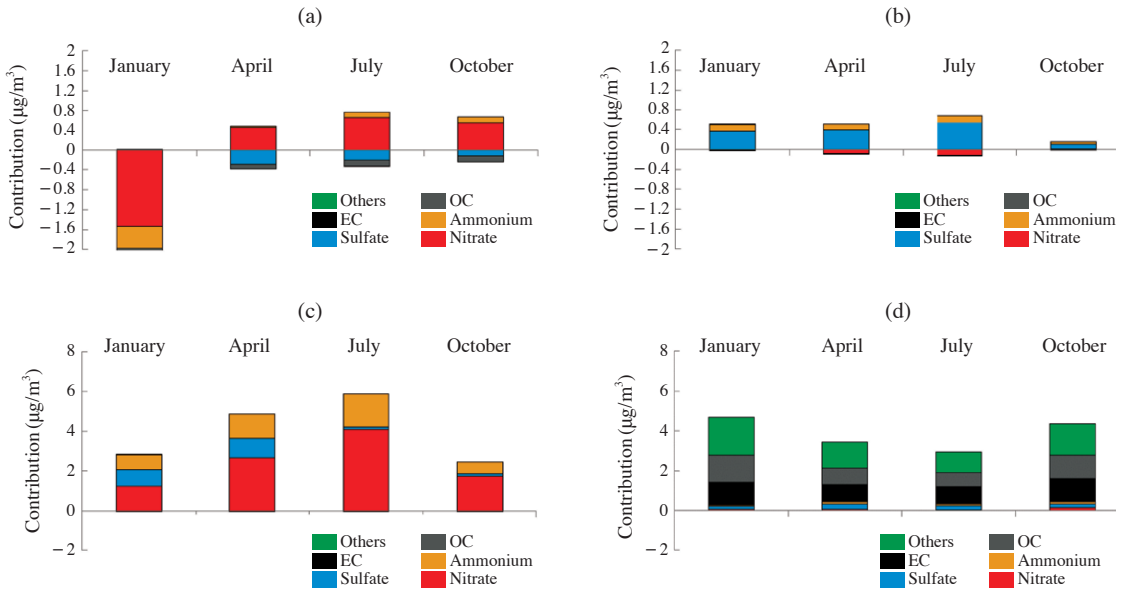 (a)
Contribution (μg/m³)
2
1.6
1.2
0.8
0.4
0
−0.4
−0.8
−1.2
−1.6
−2
January April July October
Others OC
EC Ammonium
Sulfate Nitrate
(b)
Contribution (μg/m³)
2
1.6
1.2
0.8
0.4
0
−0.4
−0.8
−1.2
−1.6
−2
January April July October
Others OC
EC Ammonium
Sulfate Nitrate
(c)
Contribution (μg/m³)
8
6
4
2
0
−2
January April July October
Others OC
EC Ammonium
Sulfate Nitrate
(d)
Contribution (μg/m³)
8
6
4
2
0
−2
January April July October
Others OC
EC Ammonium
Sulfate Nitrate